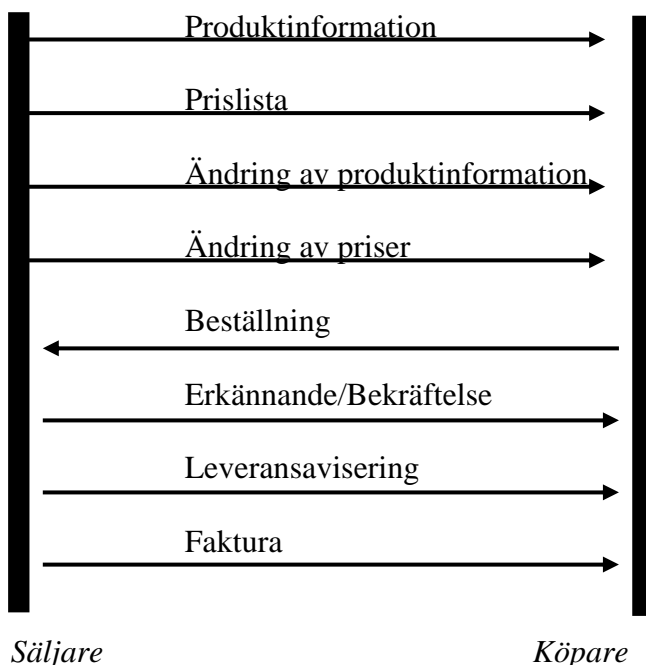 Produktinformation
Prislista
Ändring av produktinformation
Ändring av priser
Beställning
Erkännande/Bekräftelse
Leveransavisering
Faktura
Säljare Köpare